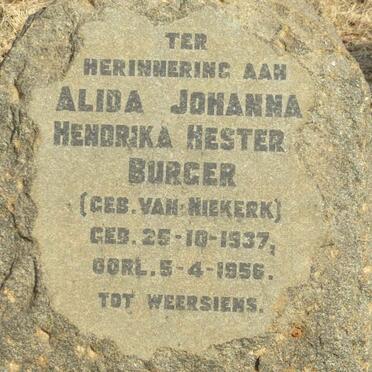 TER
HERINNERING AAN
ALIDA JOHANNA
HENDRIKA HESTER
BURGER
(GEB. VAN NIEKERK)
GEB. 25-10-1937,
OORL. 5-4-1956.
TOT WEERSIENS.